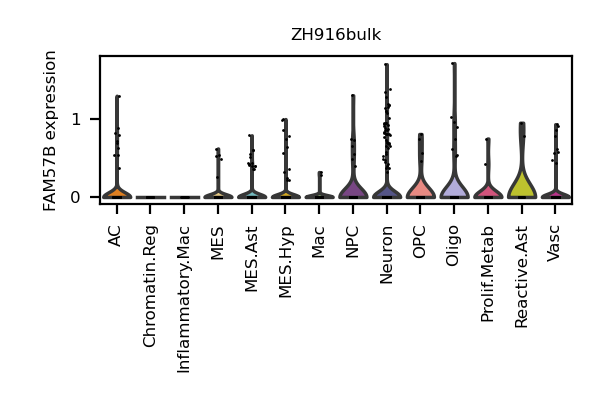 ZH916bulk
FAM57B expression
1
0
AC
Chromatin.Reg
Inflammatory.Mac
MES
MES.Ast
MES.Hyp
Mac
NPC
Neuron
OPC
Oligo
Prolif.Metab
Reactive.Ast
Vasc